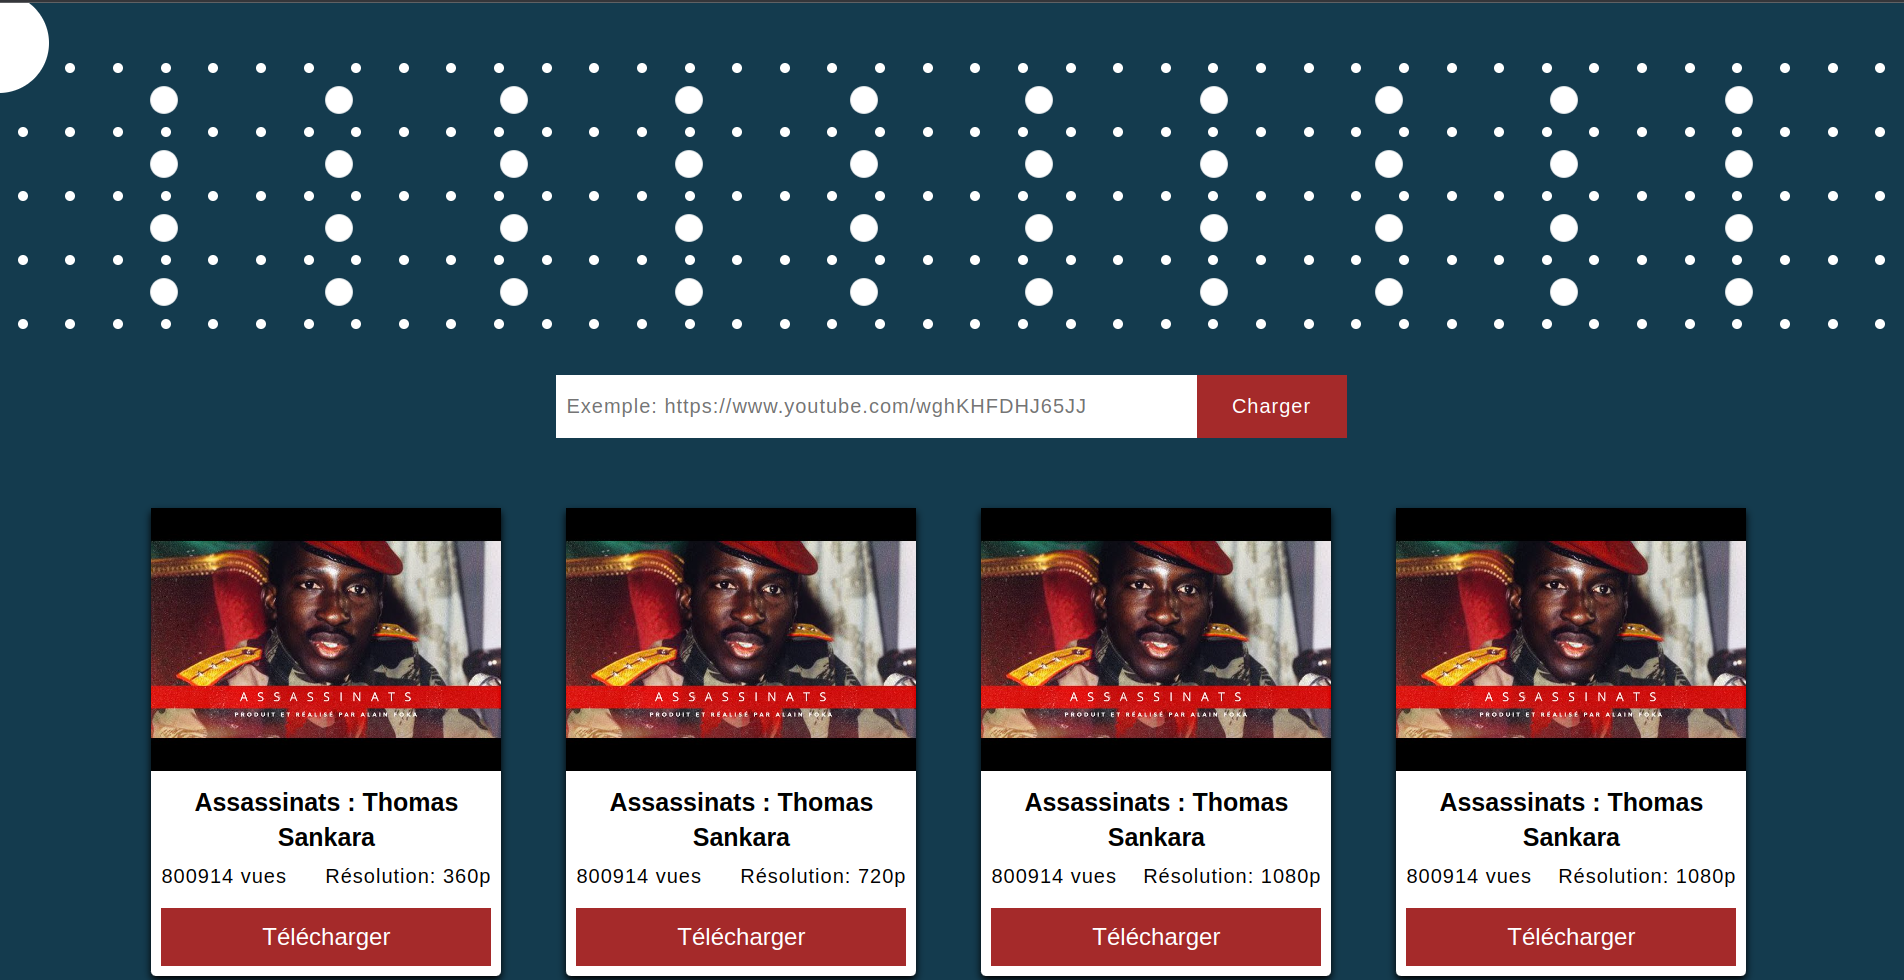 Exemple: https://www.youtube.com/wghKHFDHJ65JJ
Charger
ASSASSINATS
PRODUIT ET RÉALISÉ PAR ALAIN FOKA
Assassinats : Thomas
Sankara
800914 vues
Résolution: 360p
Télécharger
ASSASSINATS
PRODUIT ET RÉALISÉ PAR ALAIN FOKA
Assassinats : Thomas
Sankara
800914 vues
Résolution: 720p
Télécharger
ASSASSINATS
PRODUIT ET RÉALISÉ PAR ALAIN FOKA
Assassinats : Thomas
Sankara
800914 vues
Résolution: 1080p
Télécharger
ASSASSINATS
PRODUIT ET RÉALISÉ PAR ALAIN FOKA
Assassinats : Thomas
Sankara
800914 vues
Résolution: 1080p
Télécharger